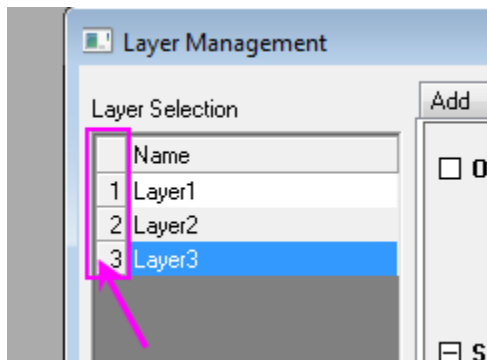 Layer Management
Layer Selection
Add
Name
1 Layer1
2 Layer2
3 Layer3